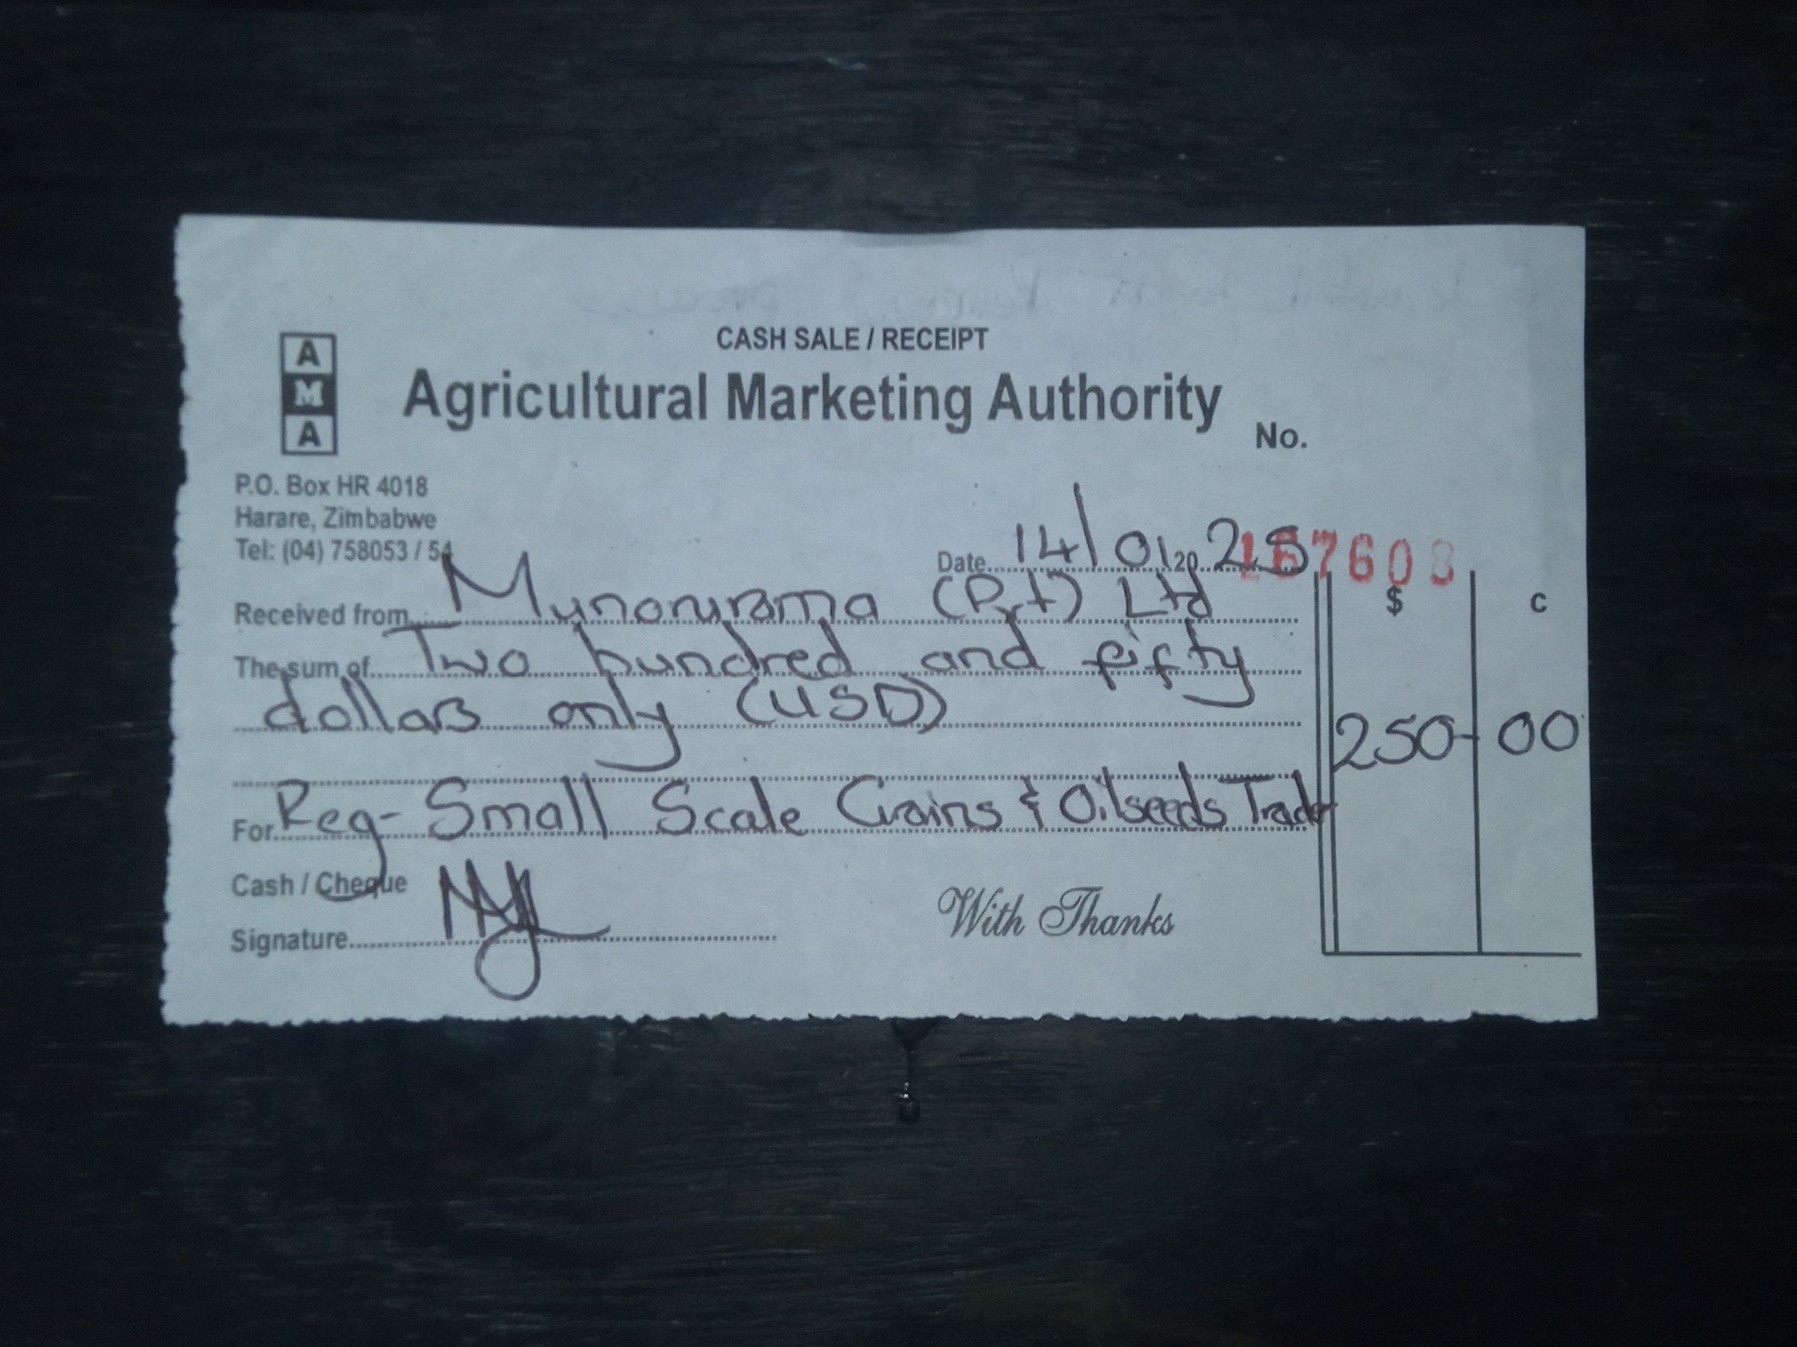 CASH SALE / RECEIPT
A
M
A
Agricultural Marketing Authority
No.
P.O. Box HR 4018
Harare, Zimbabwe
Tel: (04) 758053 / 54
Date 14/01 20 25
7608
Received from (Pvt) Ltd
$ c
The sum of Two hundred and fifty
dollars only (USD)
250 - 00
For Reg- Small Scale Grains & Oilseeds Trader
Cash / Cheque
Signature
With Thanks